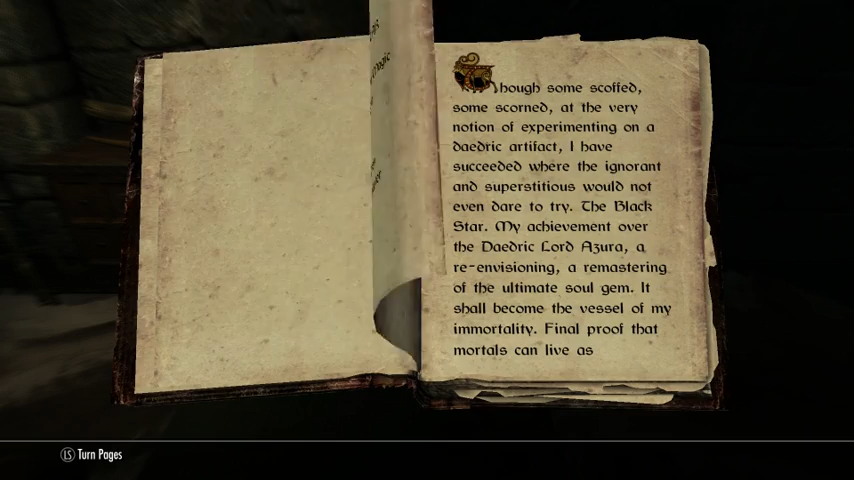 Though some scoffed,
some scorned, at the very
notion of experimenting on a
daedric artifact, I have
succeeded where the ignorant
and superstitious would not
even dare to try. The Black
Star. My achievement over
the Daedric Lord Azura, a
re-envisioning, a remastering
of the ultimate soul gem. It
shall become the vessel of my
immortality. Final proof that
mortals can live as
LS Turn Pages